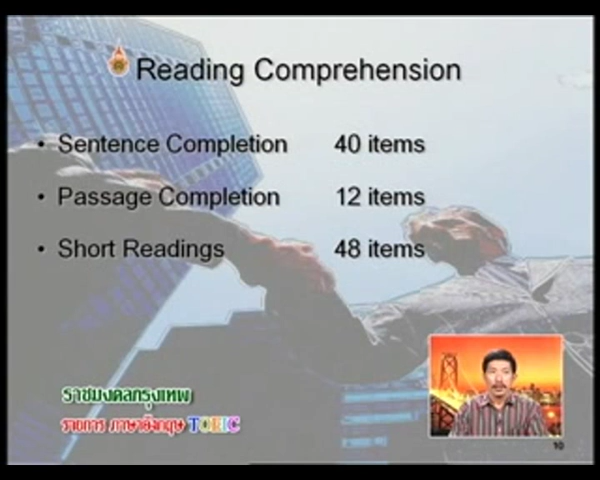 Reading Comprehension
• Sentence Completion 40 items
• Passage Completion 12 items
• Short Readings 48 items
ราชมงคลกรุงเทพ
รายการ ภาษาอังกฤษ TOEIC
10